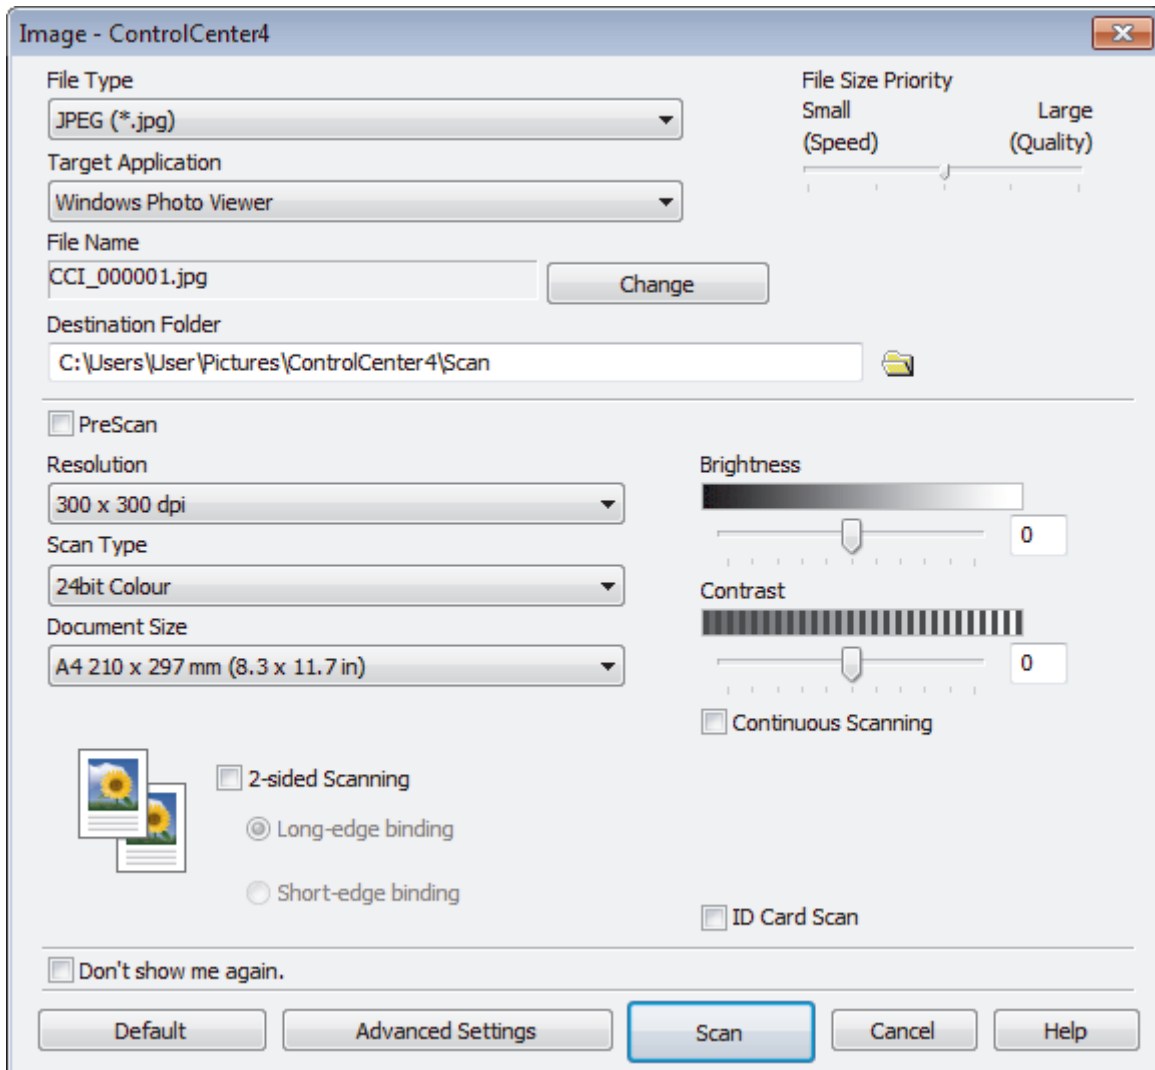 Image - ControlCenter4
File Type
JPEG (*.jpg)
File Size Priority
Small Large
(Speed) (Quality)
Target Application
Windows Photo Viewer
File Name
CCI_000001.jpg
Change
Destination Folder
C:\Users\User\Pictures\ControlCenter4\Scan
PreScan
Resolution
300 x 300 dpi
Scan Type
24bit Colour
Document Size
A4 210 x 297 mm (8.3 x 11.7 in)
Brightness
0
Contrast
0
Continuous Scanning
2-sided Scanning
Long-edge binding
Short-edge binding
ID Card Scan
Don't show me again.
Default Advanced Settings Scan Cancel Help